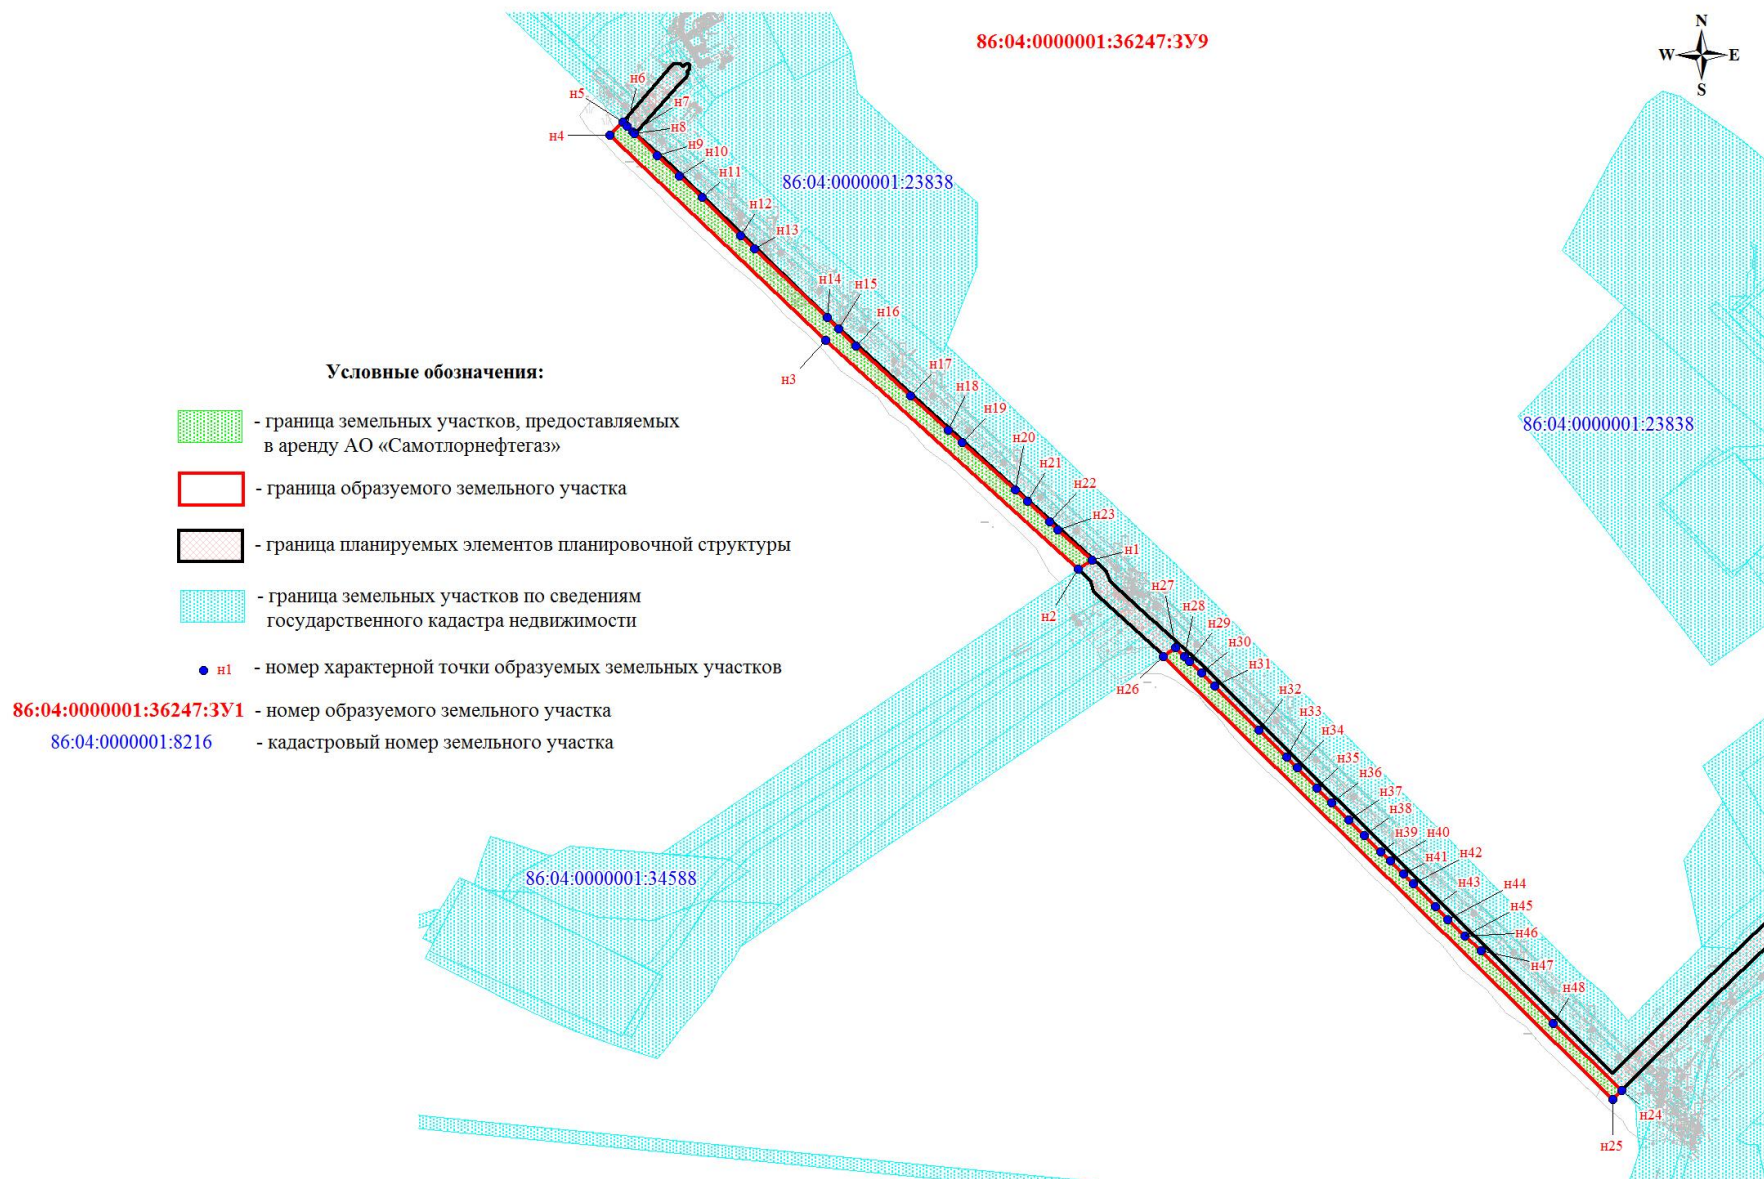 86:04:0000001:36247:ЗУ9
N
W
E
S
н6
н5
н7
н4
н8
н9
н10
н11
86:04:0000001:23838
н12
н13
н14
н15
н16
н3
н17
н18
н19
н20
н21
н22
н23
н1
н2
86:04:0000001:23838
Условные обозначения:
- граница земельных участков, предоставляемых
в аренду АО «Самотлорнефтегаз»
- граница образуемого земельного участка
- граница планируемых элементов планировочной структуры
- граница земельных участков по сведениям
государственного кадастра недвижимости
н1 - номер характерной точки образуемых земельных участков
86:04:0000001:36247:ЗУ1 - номер образуемого земельного участка
86:04:0000001:8216 - кадастровый номер земельного участка
н27
н28
н29
н30
н31
н26
н32
н33
н34
н35
н36
н37
н38
н39
н40
н41
н42
н43
н44
н45
н46
н47
н48
86:04:0000001:34588
н24
н25